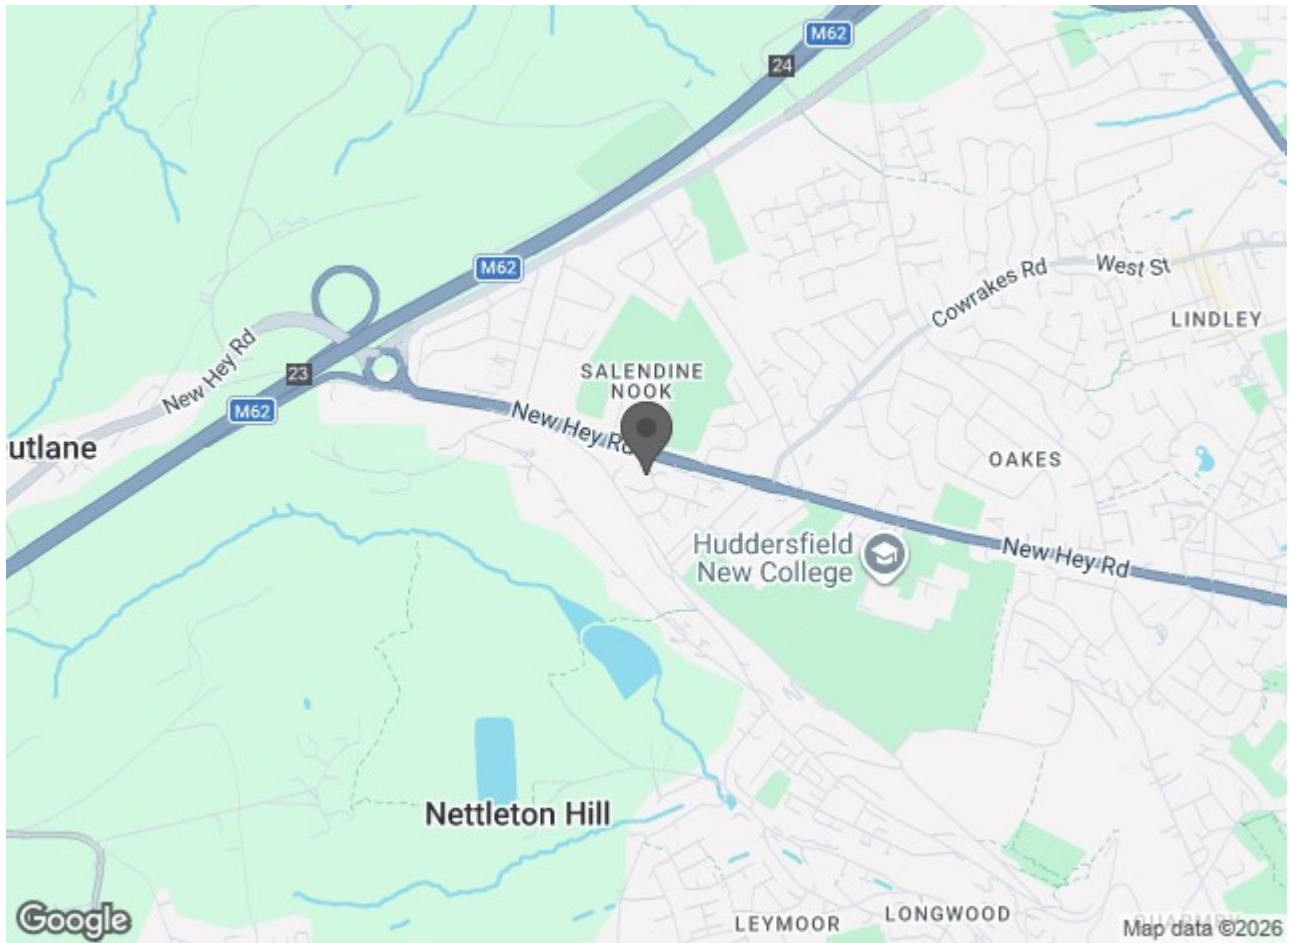 M62
24
M62
West St
Cowrakes Rd
LINDLEY
New Hey Rd
SALENDINE
NOOK
23
M62
New Hey Rd
utlane
OAKES
Huddersfield
New College
New Hey Rd
Nettleton Hill
LEYMOOR
LONGWOOD
QUARMBY
Google
Map data ©2026